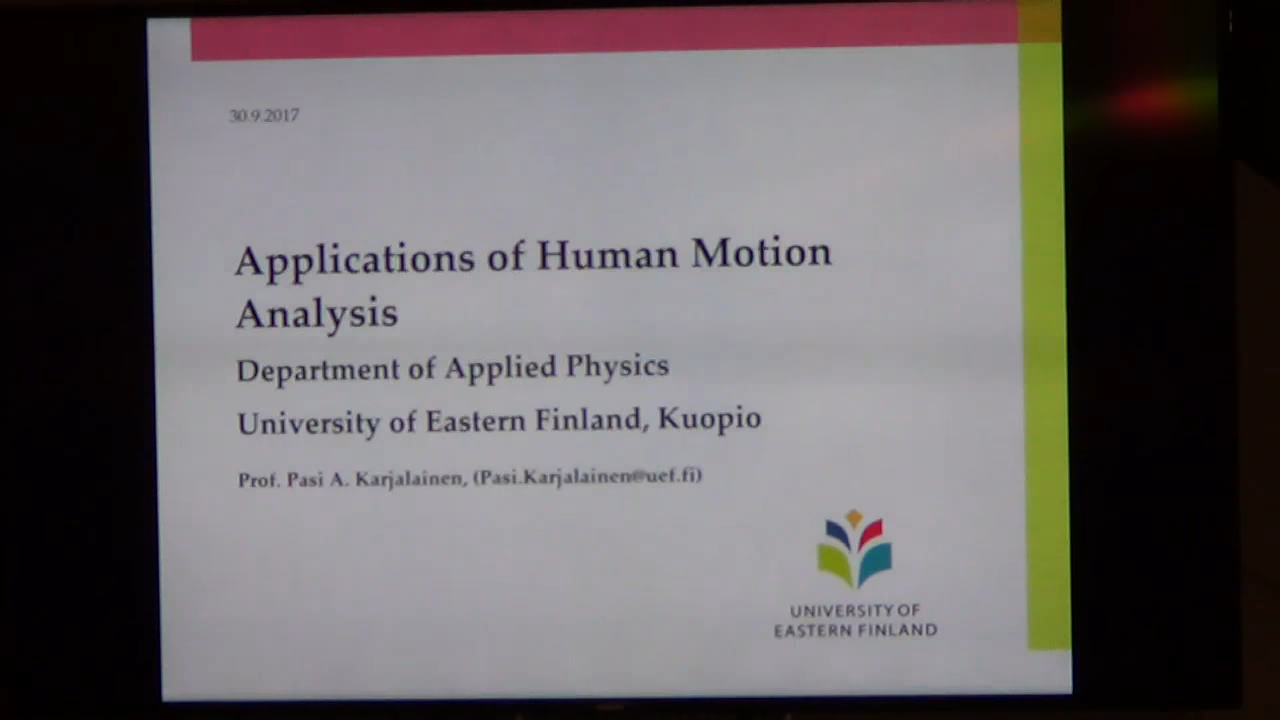 30.9.2017
Applications of Human Motion
Analysis
Department of Applied Physics
University of Eastern Finland, Kuopio
Prof. Pasi A. Karjalainen, (Pasi.Karjalainen@uef.fi)
UNIVERSITY OF
EASTERN FINLAND